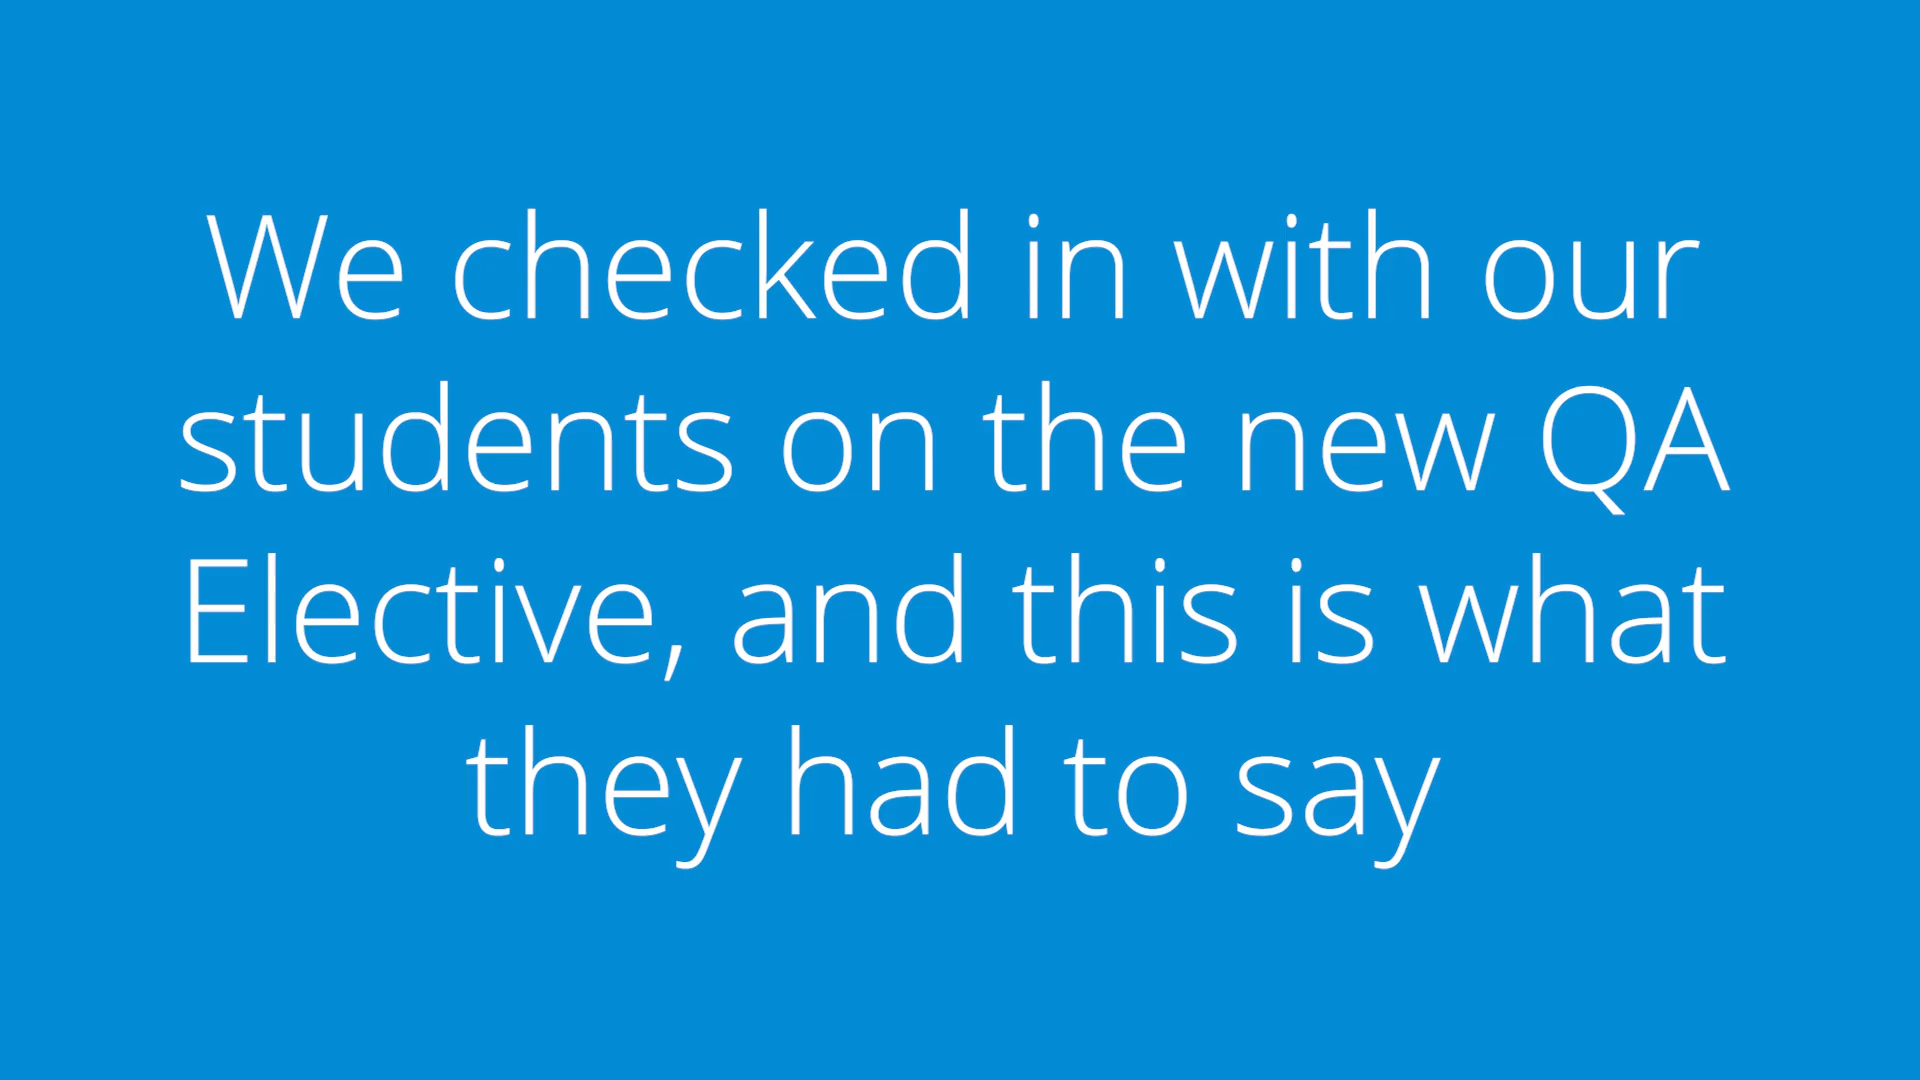 We checked in with our
students on the new QA
Elective, and this is what
they had to say